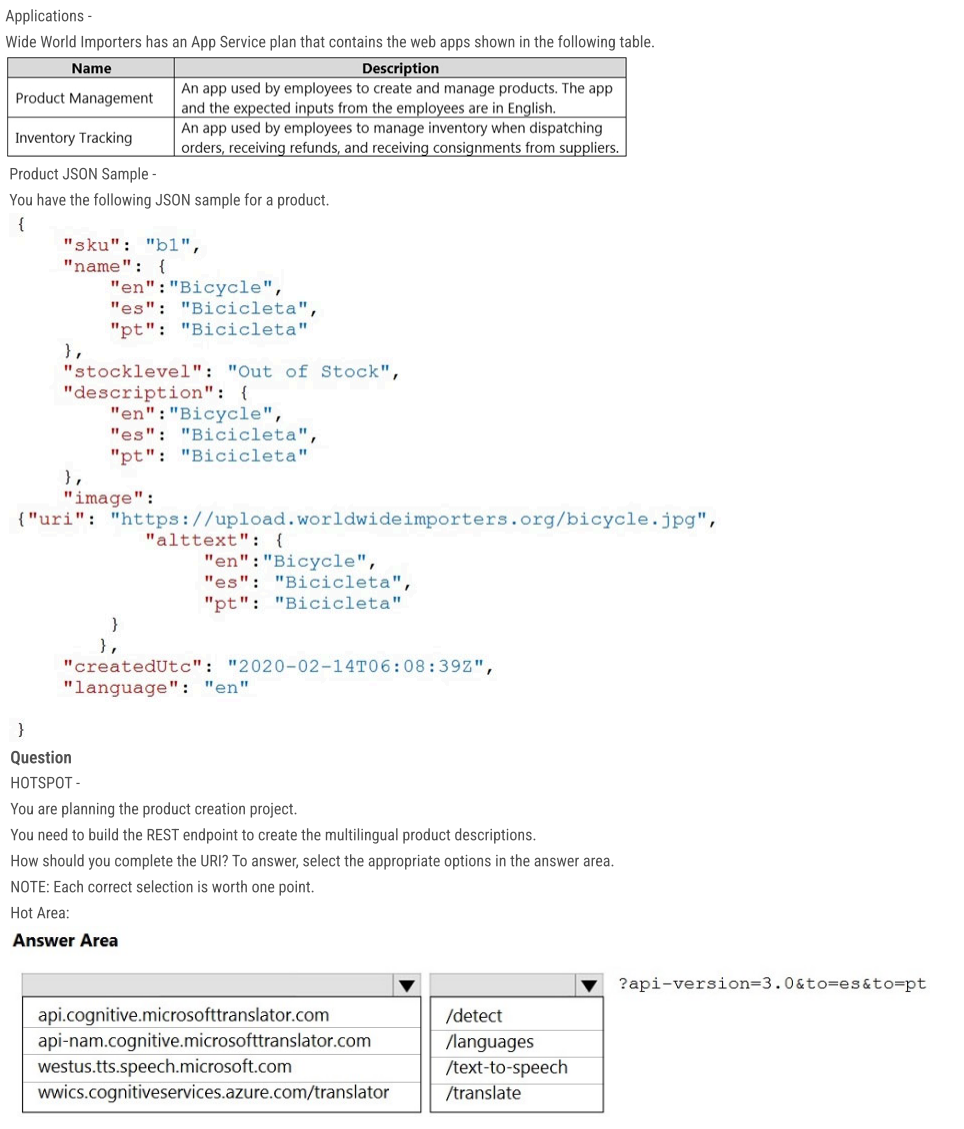 Applications -
Wide World Importers has an App Service plan that contains the web apps shown in the following table.
Name Description
Product Management An app used by employees to create and manage products. The app
and the expected inputs from the employees are in English.
Inventory Tracking An app used by employees to manage inventory when dispatching
orders, receiving refunds, and receiving consignments from suppliers.
Product JSON Sample -
You have the following JSON sample for a product.
{
"sku": "b1",
"name": {
"en":"Bicycle",
"es": "Bicicleta",
"pt": "Bicicleta"
},
"stocklevel": "Out of Stock",
"description": {
"en":"Bicycle",
"es": "Bicicleta",
"pt": "Bicicleta"
},
"image":
{"uri": "https://upload.worldwideimporters.org/bicycle.jpg",
"alttext": {
"en":"Bicycle",
"es": "Bicicleta",
"pt": "Bicicleta"
}
},
"createdUtc": "2020-02-14T06:08:39Z",
"language": "en"
}
Question
HOTSPOT -
You are planning the product creation project.
You need to build the REST endpoint to create the multilingual product descriptions.
How should you complete the URI? To answer, select the appropriate options in the answer area.
NOTE: Each correct selection is worth one point.
Hot Area:
Answer Area
?api-version=3.0&to=es&to=pt
api.cognitive.microsofttranslator.com /detect
api-nam.cognitive.microsofttranslator.com /languages
westus.tts.speech.microsoft.com /text-to-speech
wwics.cognitiveservices.azure.com/translator /translate